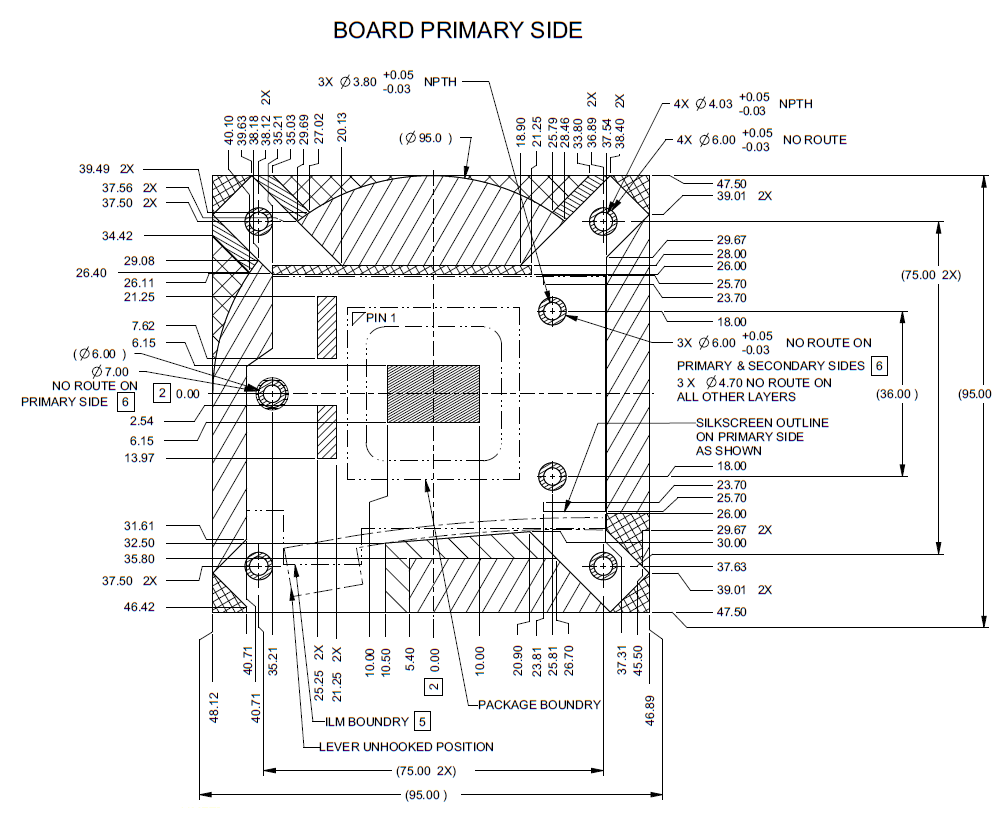 BOARD PRIMARY SIDE
3X Ø3.80 +0.05 -0.03 NPTH
4X Ø4.03 +0.05 -0.03 NPTH
4X Ø6.00 +0.05 -0.03 NO ROUTE
(Ø95.0)
40.10
39.63
38.18
38.12 2X
35.21
35.03
29.69
27.02
20.13
18.90
21.25
25.79
28.46
33.80
36.89 2X
37.54
38.40 2X
39.49 2X
37.56 2X
37.50 2X
34.42
29.08
26.40
26.11
21.25
7.62
6.15
(Ø6.00)
Ø7.00
NO ROUTE ON
PRIMARY SIDE 6
2 0.00
2.54
6.15
13.97
31.61
32.50
35.80
37.50 2X
46.42
PIN 1
47.50
39.01 2X
29.67
28.00
26.00
25.70
23.70
18.00
3X Ø6.00 +0.05 -0.03 NO ROUTE ON
PRIMARY & SECONDARY SIDES 6
3 X Ø4.70 NO ROUTE ON
ALL OTHER LAYERS
SILKSCREEN OUTLINE
ON PRIMARY SIDE
AS SHOWN
18.00
23.70
25.70
26.00
29.67 2X
30.00
37.63
39.01 2X
47.50
(75.00 2X)
(36.00)
(95.00
48.12
40.71
40.71
35.21
25.25 2X
21.25 2X
10.00
10.50
5.40
0.00
2
10.00
20.90
23.81
25.81
26.70
37.31
45.50
46.89
PACKAGE BOUNDRY
ILM BOUNDRY 5
LEVER UNHOOKED POSITION
(75.00 2X)
(95.00)